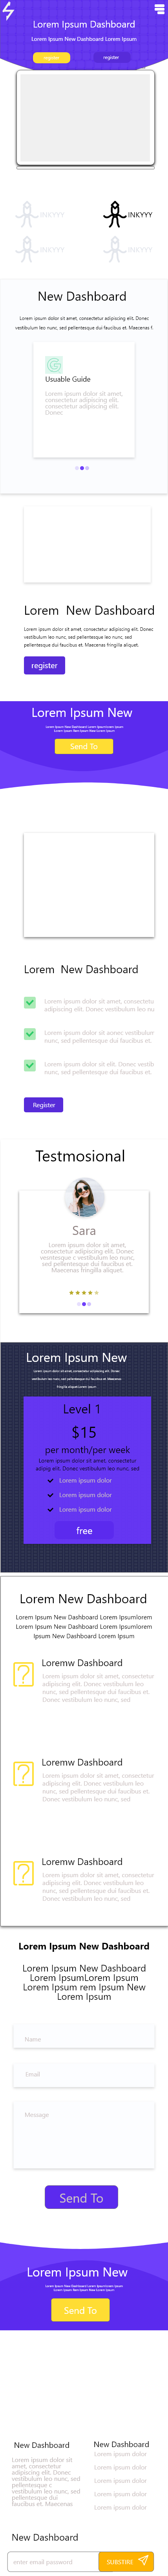 Lorem Ipsum Dashboard
Lorem Ipsum New Dashboard Lorem Ipsum
register
register
INKYYY
INKYYY
INKYYY
INKYYY
New Dashboard
Lorem ipsum dolor sit amet, consectetur adipiscing elit. Donec
vestibulum leo nunc, sed pellentesque dui faucibus et. Maecenas f.
Usuable Guide
Lorem ipsum dolor sit amet,
consectetur adipiscing elit,
consectetur adipiscing elit.
Donec
Lorem New Dashboard
Lorem ipsum dolor sit amet, consectetur adipiscing elit. Donec
vestibulum leo nunc, sed pellentesque leo nunc, sed
pellentesque dui faucibus et. Maecenas fringilla aliquet.
register
Lorem Ipsum New
Lorem Ipsum New Dashboard Lorem Ipsumlorem Ipsum
Lorem Ipsum Nem Ipsum New Lorem Ipsum
Send To
Lorem New Dashboard
Lorem ipsum dolor sit amet, consectetu
adipiscing elit. Donec vestibulum leo nu
Lorem ipsum dolor sit a vestibulum
nunc, sed pellentesque dui faucibus et.
Lorem ipsum dolor sit elit. Donec vestib
nunc, sed pellentesque dui faucibus et.
Register
Testmosional
Sara
Lorem ipsum dolor sit amet,
consectetur adipiscing elit. Donec
vesntesque c vestibulum leo nunc,
sed pellentesque dui faucibus et.
Maecenas fringilla aliquet.
Lorem Ipsum New
Lorem ipsum dolor sit amet, consectetur adipiscing elit. Donec
vestibulum leo nunc, sed pellentesque dui faucibus et. Maecenas
fringilla aliquetLorem ipsum
Level 1
$15
per month/per week
Lorem ipsum dolor sit amet, consectetur
adipiscing elit. Donec vestibulum leo nunc, sed
Lorem ipsum dolor
Lorem ipsum dolor
Lorem ipsum dolor
free
Lorem New Dashboard
Lorem Ipsum New Dashboard Lorem Ipsumlorem
Lorem Ipsum New Dashboard Lorem Ipsumlorem
Ipsum New Dashboard Lorem Ipsum
Loremw Dashboard
Lorem ipsum dolor sit amet, consectetur
adipiscing elit. Donec vestibulum leo
nunc, sed pellentesque dui faucibus et.
Donec vestibulum leo nunc, sed
Loremw Dashboard
Lorem ipsum dolor sit amet, consectetur
adipiscing elit. Donec vestibulum leo
nunc, sed pellentesque dui faucibus et.
Donec vestibulum leo nunc, sed
Loremw Dashboard
Lorem ipsum dolor sit amet, consectetur
adipiscing elit. Donec vestibulum leo
nunc, sed pellentesque dui faucibus et.
Donec vestibulum leo nunc, sed
Lorem Ipsum New Dashboard
Lorem Ipsum New Dashboard
Lorem IpsumLorem Ipsum
Lorem Ipsum rem Ipsum New
Lorem Ipsum
Name
Email
Message
Send To
Lorem Ipsum New
Lorem Ipsum New Dashboard Lorem Ipsumlorem Ipsum
Lorem Ipsum Nem Ipsum New Lorem Ipsum
Send To
New Dashboard
Lorem ipsum dolor sit
amet, consectetur
adipiscing elit. Donec
vestibulum leo nunc, sed
pellentesque c
vestibulum leo nunc, sed
pellentesque dui
faucibus et. Maecenas
New Dashboard
Lorem ipsum dolor
Lorem ipsum dolor
Lorem ipsum dolor
Lorem ipsum dolor
Lorem ipsum dolor
New Dashboard
enter email password